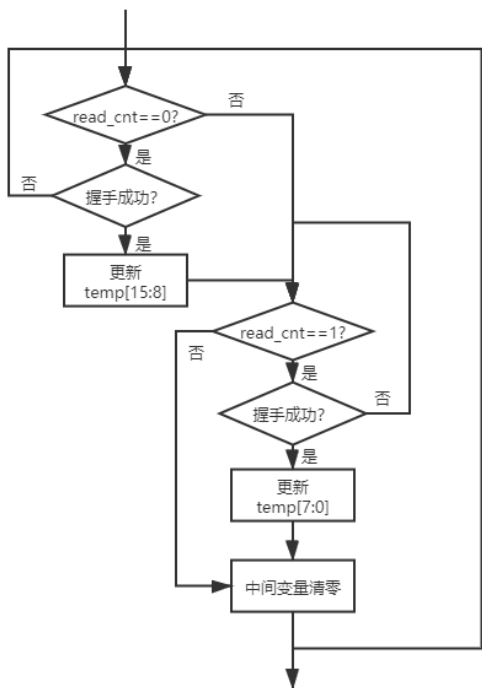 否
read_cnt==0?
是
否
握手成功?
是
更新
temp[15:8]
read_cnt==1?
否
是
否
握手成功?
是
更新
temp[7:0]
中间变量清零